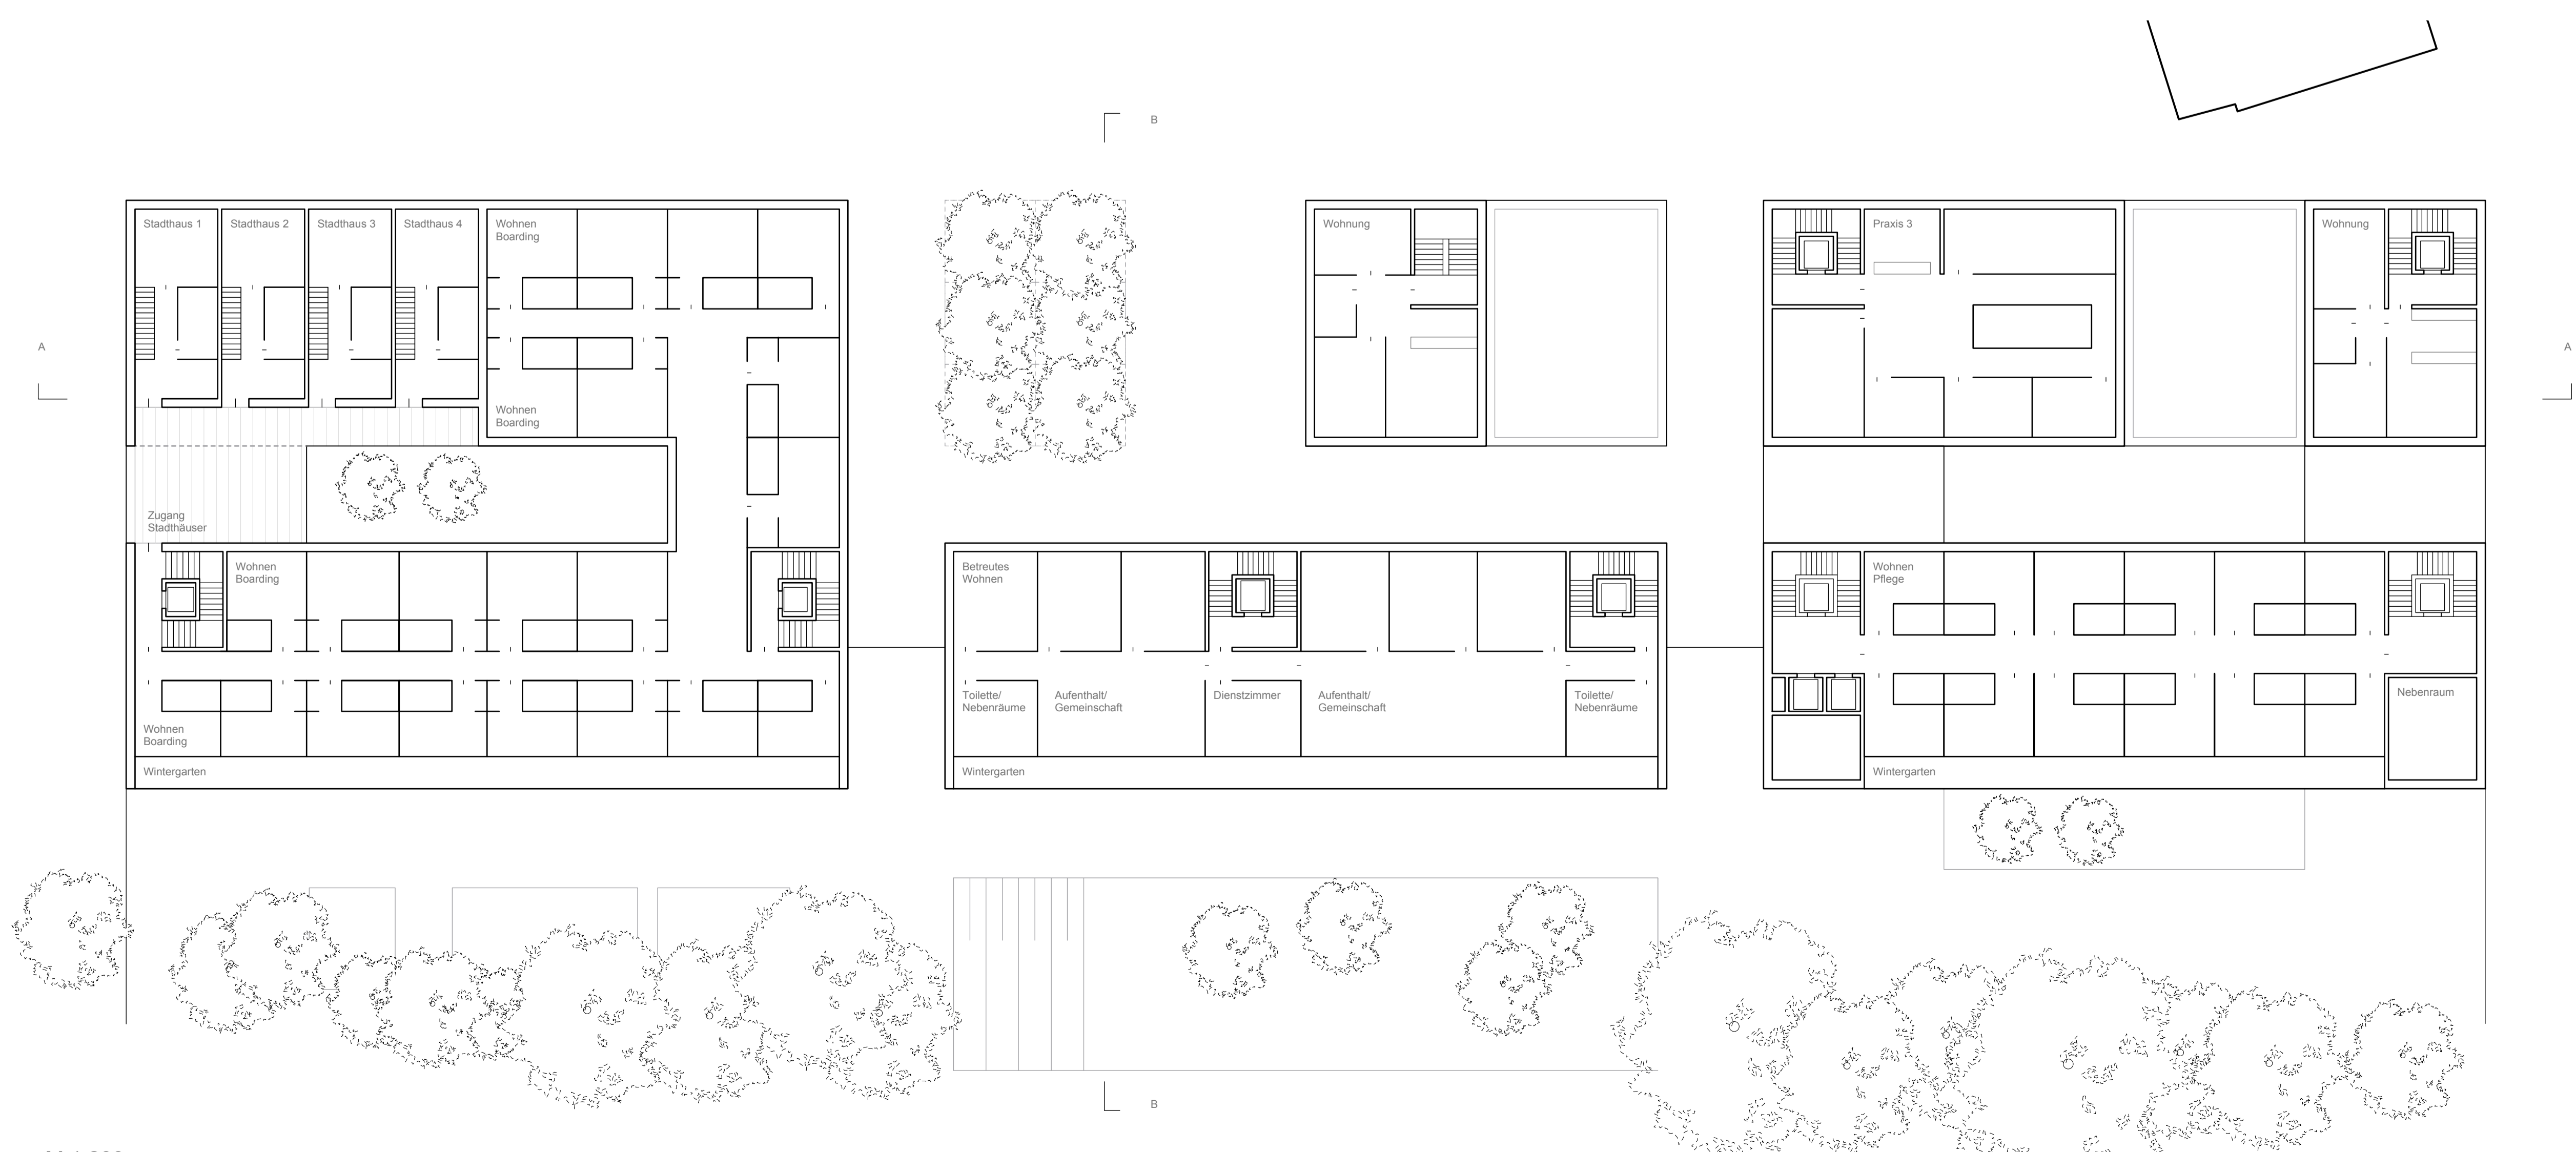 B
Stadthaus 1
Stadthaus 2
Stadthaus 3
Stadthaus 4
Wohnen
Boarding
Wohnung
Praxis 3
Wohnung
A
A
Wohnen
Boarding
Zugang
Stadthäuser
Wohnen
Boarding
Betreutes
Wohnen
Wohnen
Pflege
Toilette/
Nebenräume
Aufenthalt/
Gemeinschaft
Dienstzimmer
Aufenthalt/
Gemeinschaft
Toilette/
Nebenräume
Nebenraum
Wohnen
Boarding
Wintergarten
Wintergarten
Wintergarten
B